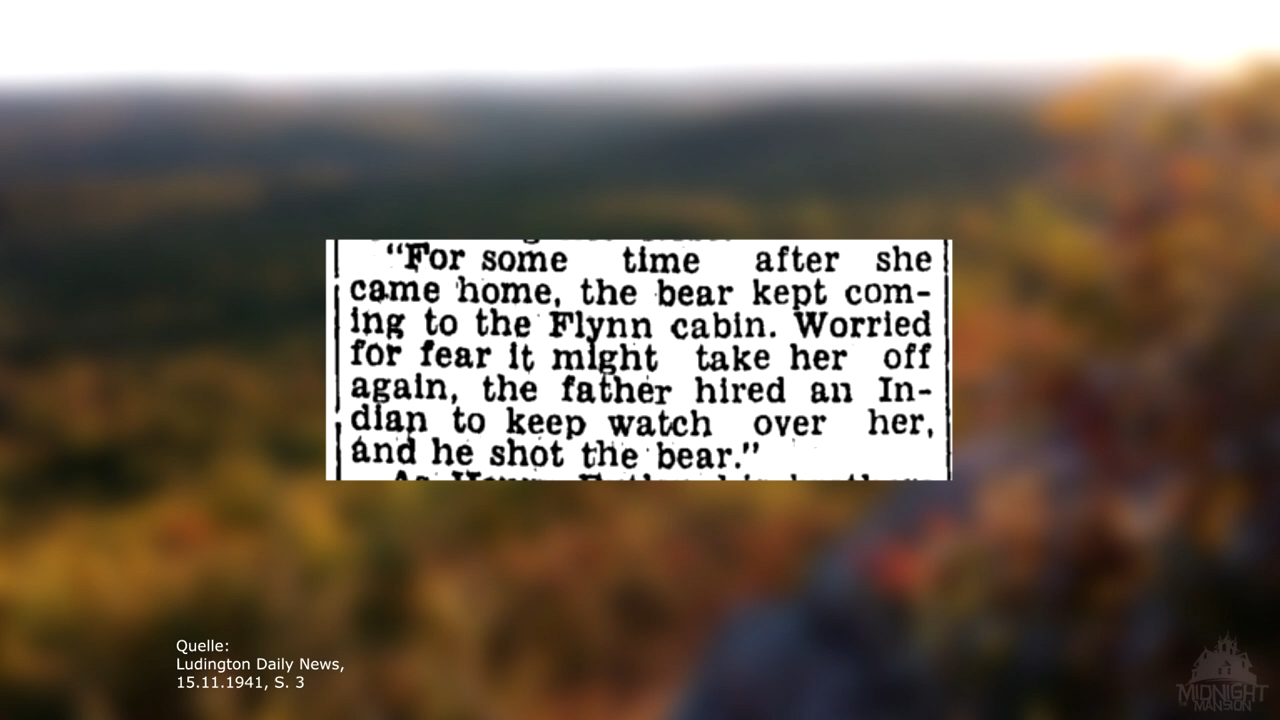 “For some time after she
came home, the bear kept com-
ing to the Flynn cabin. Worried
for fear it might take her off
again, the father hired an In-
dian to keep watch over her,
and he shot the bear.”
Quelle:
Ludington Daily News,
15.11.1941, S. 3
MIDNIGHT
MANSION